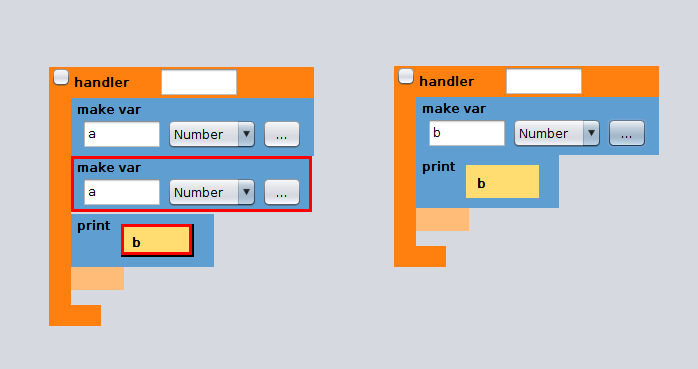 handler
make var
a Number ...
make var
a Number ...
print b
handler
make var
b Number ...
print b